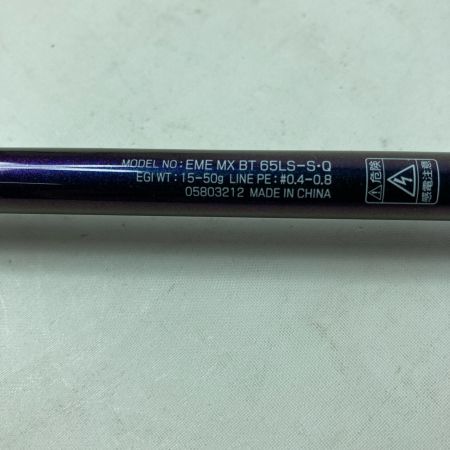 MODEL NO : EME MX BT 65LS-S・Q
EGI WT : 15-50g LINE PE : #0.4-0.8
05803212 MADE IN CHINA
危険
感電注意